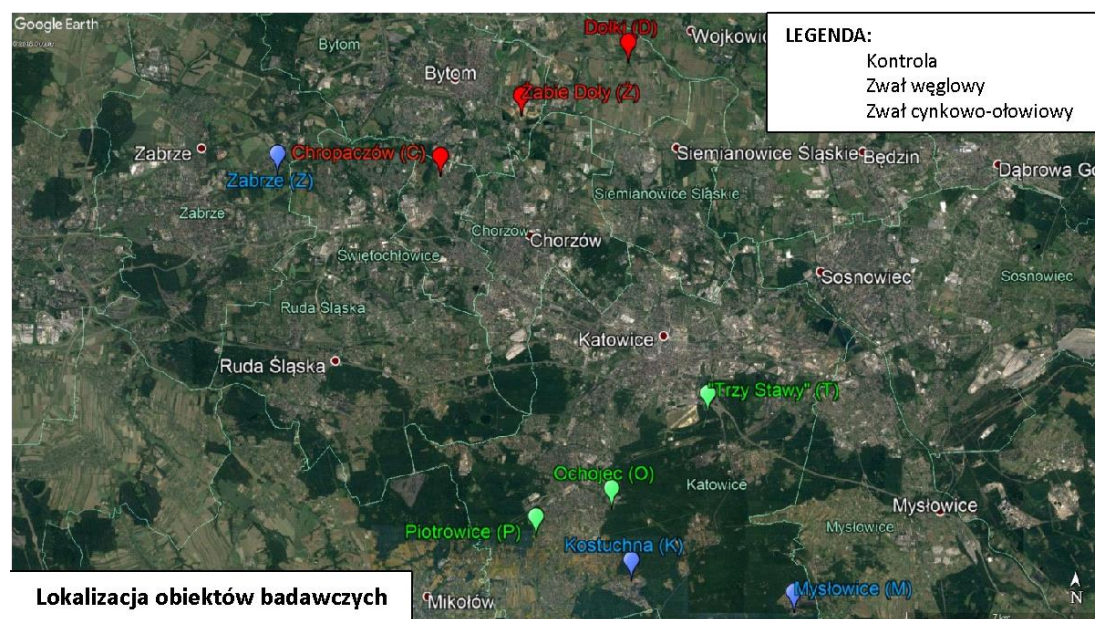 Google Earth
Dołki (D)
Wojkowic
Bytom
Bytom
Żabie Doły (Ż)
LEGENDA:
Kontrola
Zwał węglowy
Zwał cynkowo-ołowiowy
Zabrze
Chropaczów (C)
Zabrze (Z)
Siemianowice Śląskie
Będzin
Dąbrowa Gó
Siemianowice Śląskie
Zabrze
Chorzów
Chorzów
Świętochłowice
Sosnowiec
Sosnowiec
Ruda Śląska
Katowice
Ruda Śląska
"Trzy Stawy" (T)
Ochojec (O)
Katowice
Mysłowice
Piotrowice (P)
Mysłowice
Kostuchna (K)
Mysłowice (M)
Lokalizacja obiektów badawczych
Mikołów
N